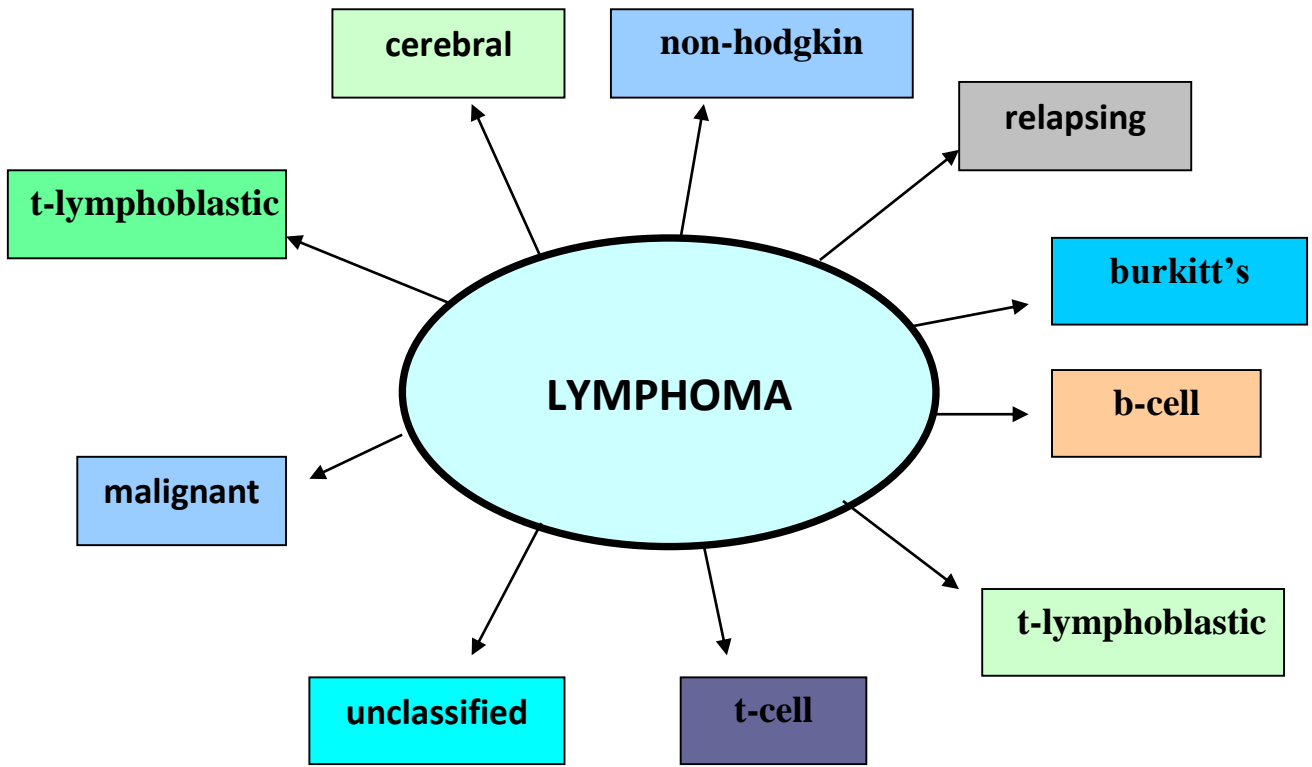 cerebral
non-hodgkin
relapsing
t-lymphoblastic
burkitt’s
LYMPHOMA
b-cell
malignant
t-lymphoblastic
unclassified
t-cell